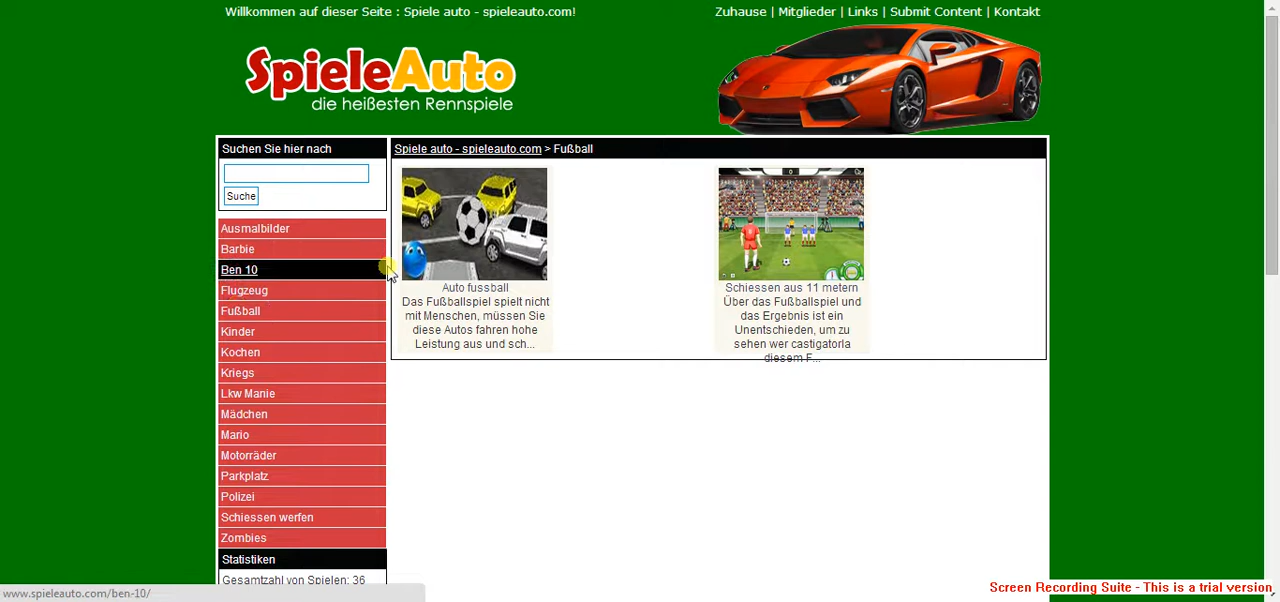 Willkommen auf dieser Seite : Spiele auto - spieleauto.com!
Zuhause | Mitglieder | Links | Submit Content | Kontakt
SpieleAuto
die heißesten Rennspiele
Suchen Sie hier nach
Suche
Ausmalbilder
Barbie
Ben 10
Flugzeug
Fußball
Kinder
Kochen
Kriegs
Lkw Manie
Mädchen
Mario
Motorräder
Parkplatz
Polizei
Schiessen werfen
Zombies
Statistiken
Gesamtzahl von Spielen: 36
Spiele auto - spieleauto.com > Fußball
Auto fussball
Das Fußballspiel spielt nicht
mit Menschen, müssen Sie
diese Autos fahren hohe
Leistung aus und sch...
Schiessen aus 11 metern
Über das Fußballspiel und
das Ergebnis ist ein
Unentschieden, um zu
sehen wer castigatorla
diesem F...
www.spieleauto.com/ben-10/
Screen Recording Suite - This is a trial version